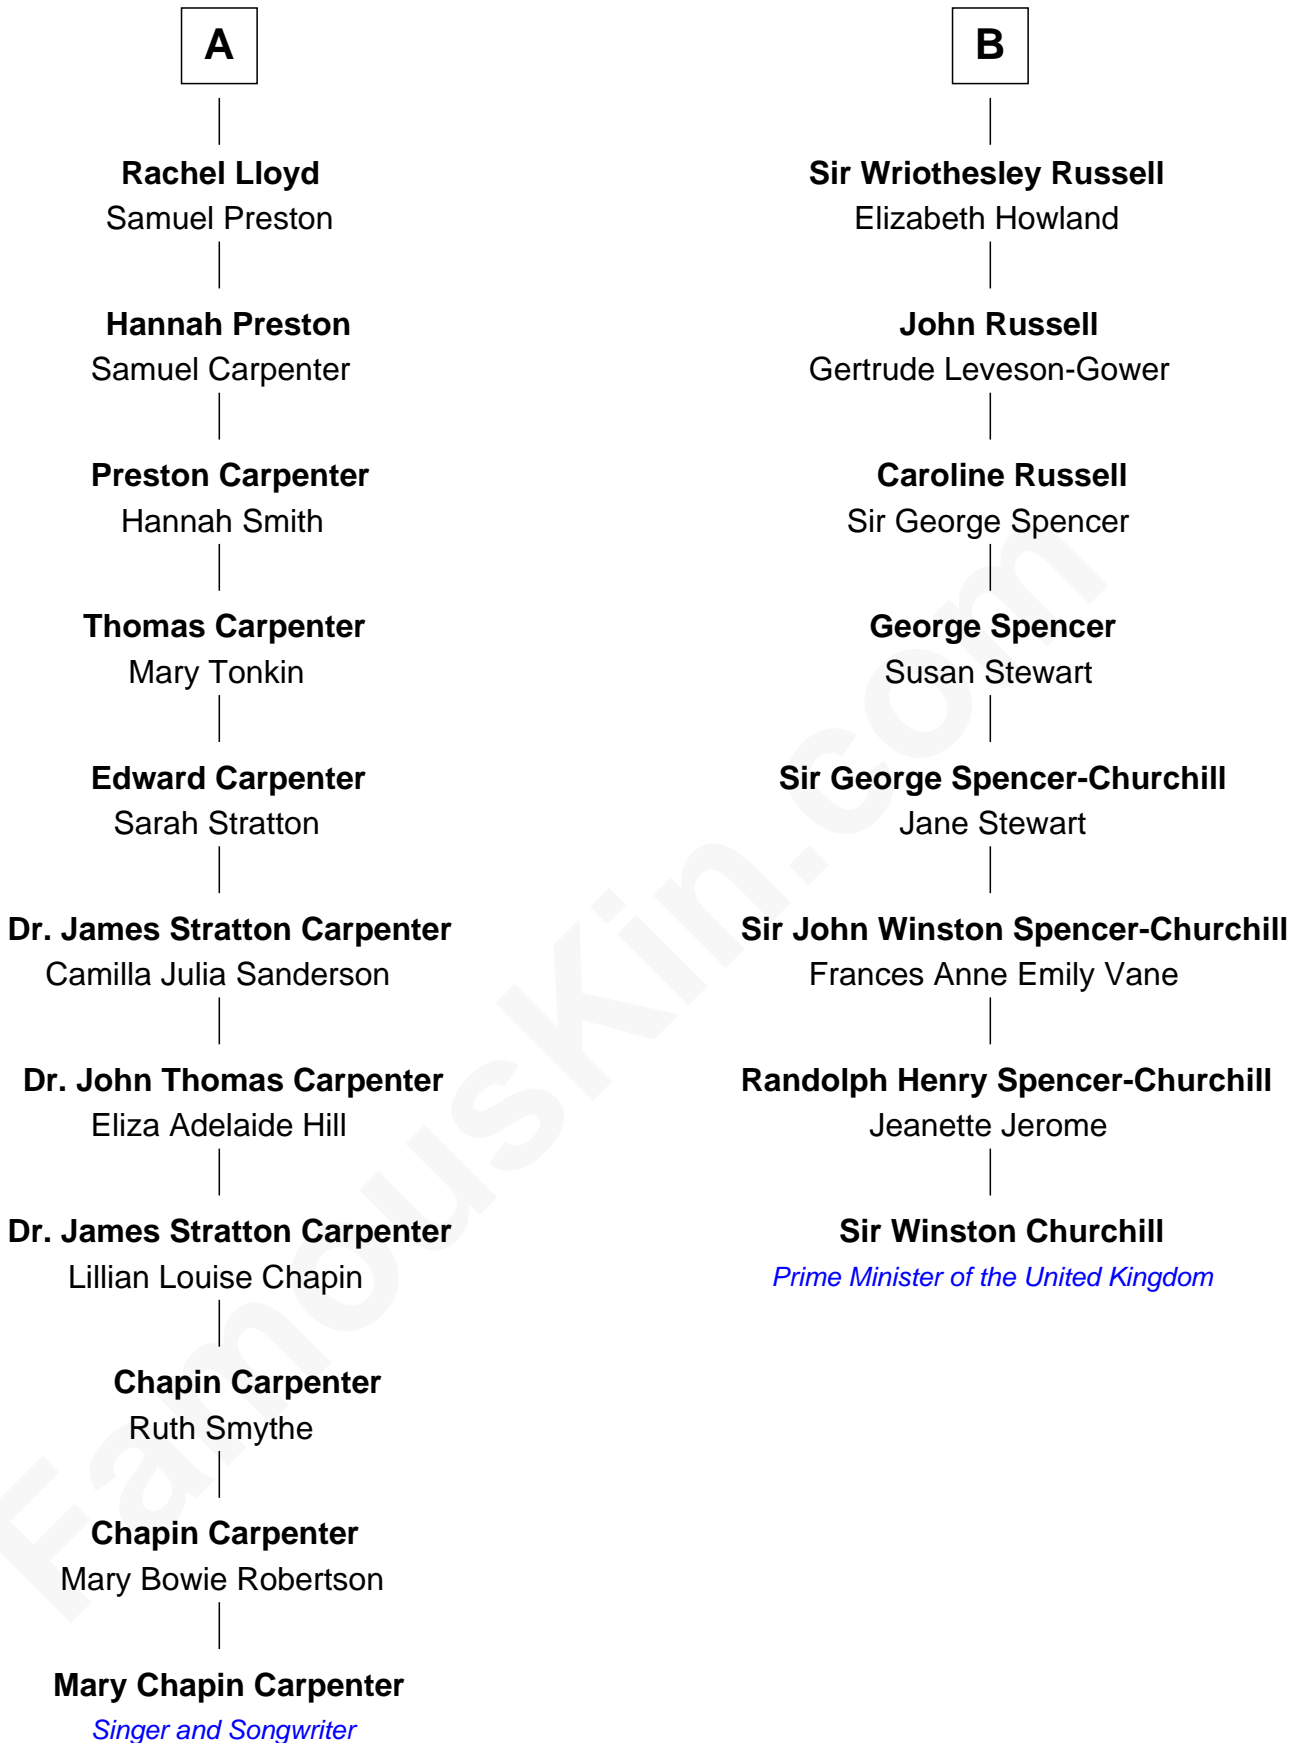 A
Rachel Lloyd
Samuel Preston
Hannah Preston
Samuel Carpenter
Preston Carpenter
Hannah Smith
Thomas Carpenter
Mary Tonkin
Edward Carpenter
Sarah Stratton
Dr. James Stratton Carpenter
Camilla Julia Sanderson
Dr. John Thomas Carpenter
Eliza Adelaide Hill
Dr. James Stratton Carpenter
Lillian Louise Chapin
Chapin Carpenter
Ruth Smythe
Chapin Carpenter
Mary Bowie Robertson
Mary Chapin Carpenter
Singer and Songwriter
B
Sir Wriothesley Russell
Elizabeth Howland
John Russell
Gertrude Leveson-Gower
Caroline Russell
Sir George Spencer
George Spencer
Susan Stewart
Sir George Spencer-Churchill
Jane Stewart
Sir John Winston Spencer-Churchill
Frances Anne Emily Vane
Randolph Henry Spencer-Churchill
Jeanette Jerome
Sir Winston Churchill
Prime Minister of the United Kingdom
FamousKin.com